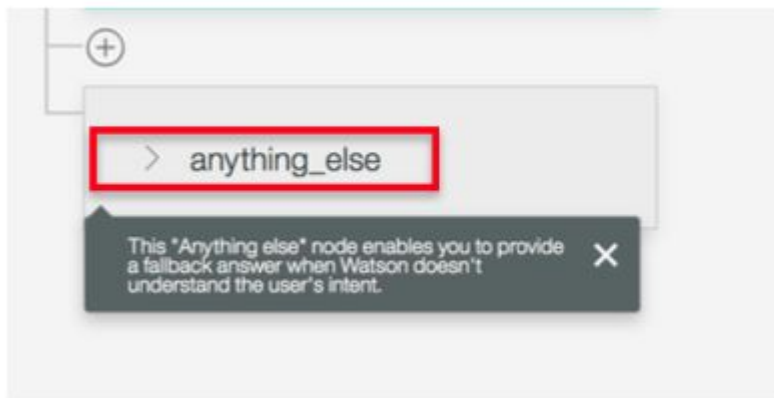 anything_else
This "Anything else" node enables you to provide
a fallback answer when Watson doesn't
understand the user's intent.